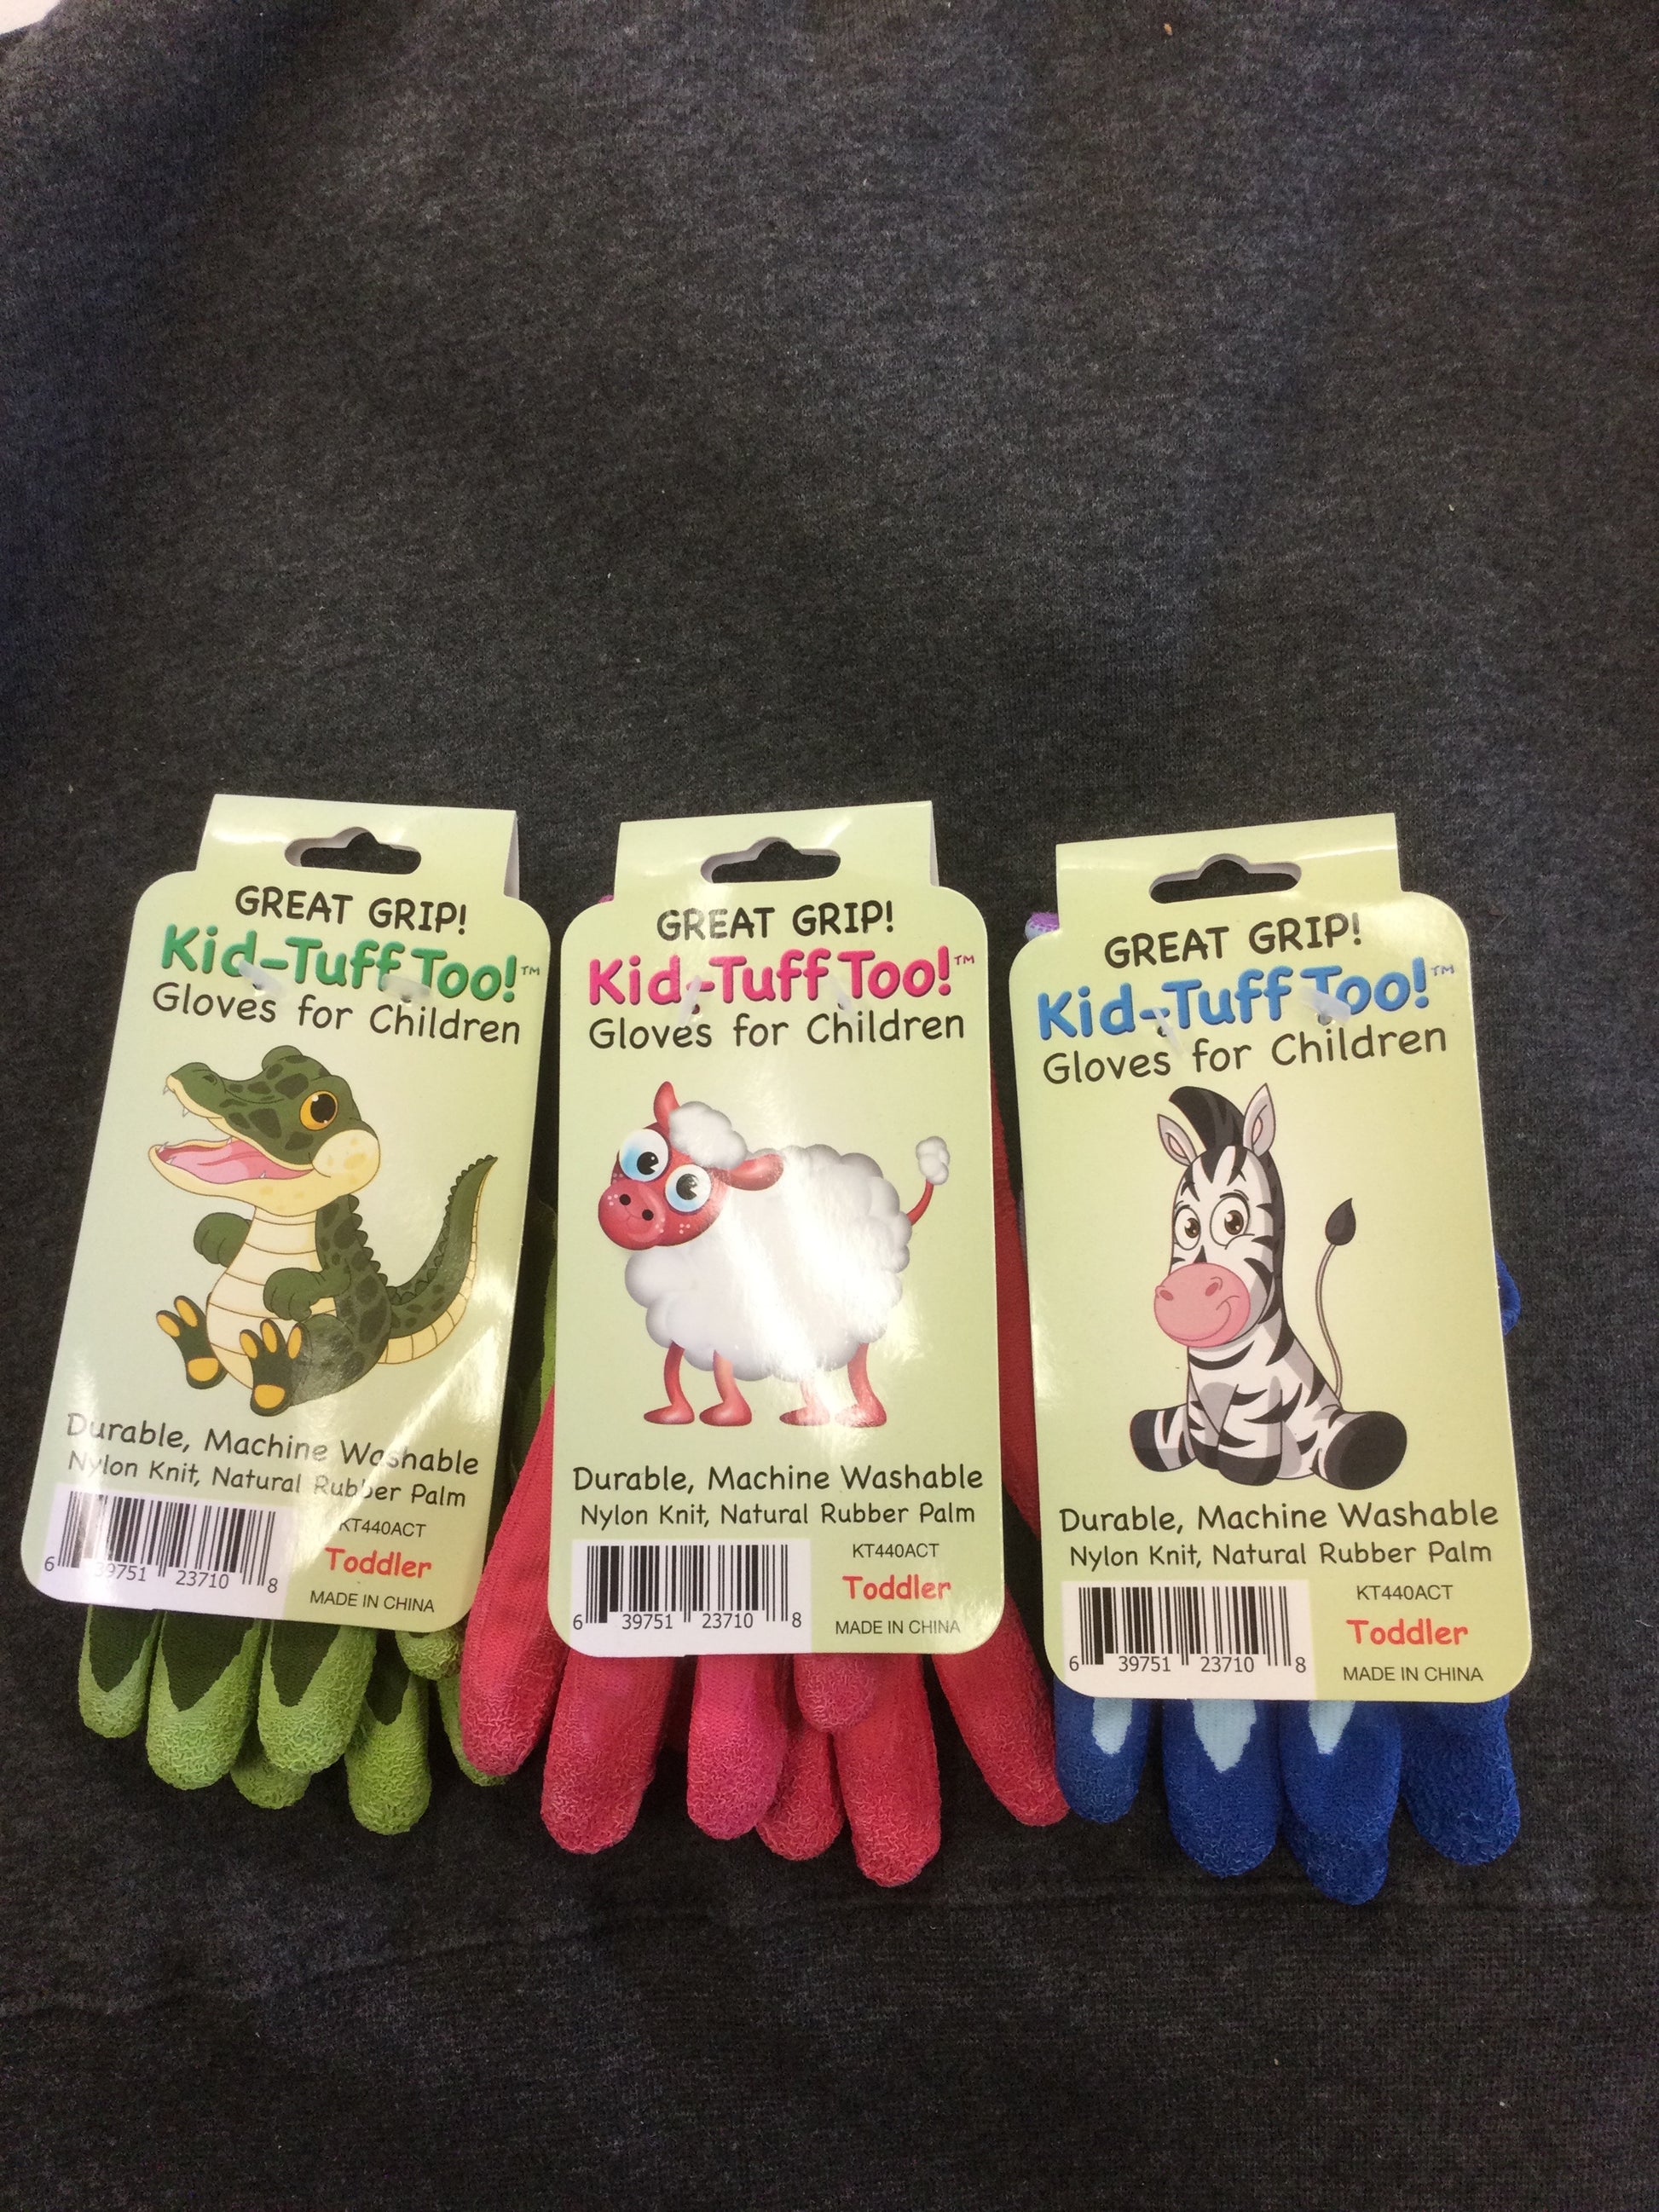 GREAT GRIP!
Kid-Tuff Too!™
Gloves for Children
Durable, Machine Washable
Nylon Knit, Natural Rubber Palm
KT440ACT
Toddler
MADE IN CHINA
6 39751 23710 8
GREAT GRIP!
Kid-Tuff Too!™
Gloves for Children
Durable, Machine Washable
Nylon Knit, Natural Rubber Palm
KT440ACT
Toddler
MADE IN CHINA
6 39751 23710 8
GREAT GRIP!
Kid-Tuff Too!™
Gloves for Children
Durable, Machine Washable
Nylon Knit, Natural Rubber Palm
KT440ACT
Toddler
MADE IN CHINA
6 39751 23710 8